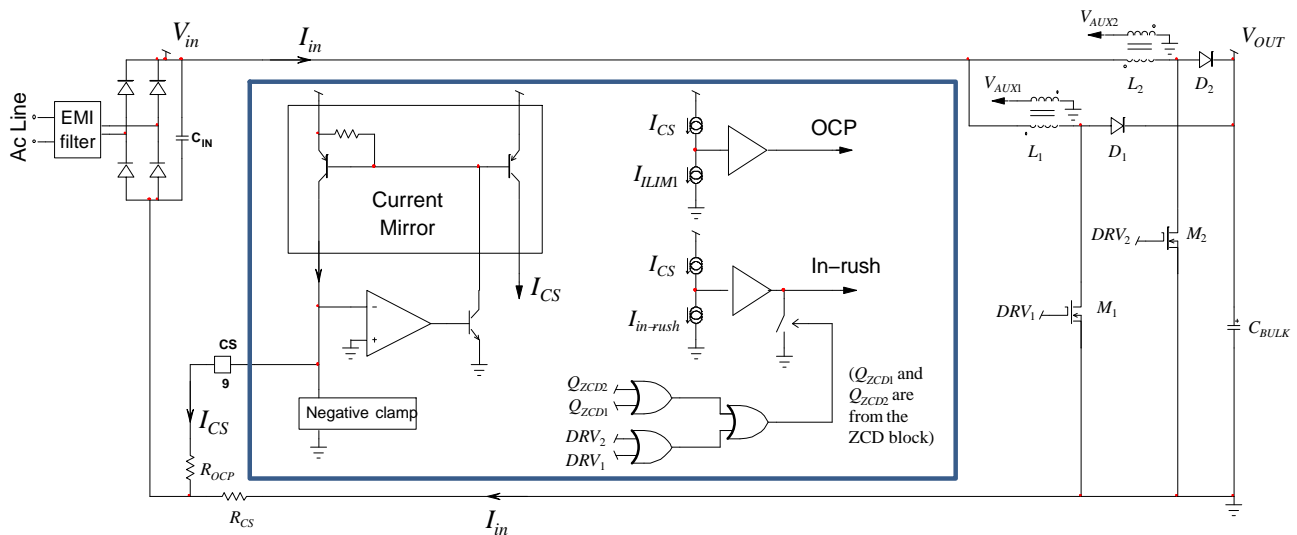 V_in
I_in
V_AUX2
V_OUT
L_2
D_2
V_AUX1
L_1
D_1
Ac Line
EMI
filter
C_IN
I_CS
OCP
I_ILIM1
Current
Mirror
I_CS
I_CS
In−rush
I_in−rush
DRV_2
M_2
DRV_1
M_1
C_BULK
+
−
+
CS
9
I_CS
Negative clamp
Q_ZCD2
Q_ZCD1
DRV_2
DRV_1
(Q_ZCD1 and
Q_ZCD2 are
from the
ZCD block)
R_OCP
R_CS
I_in